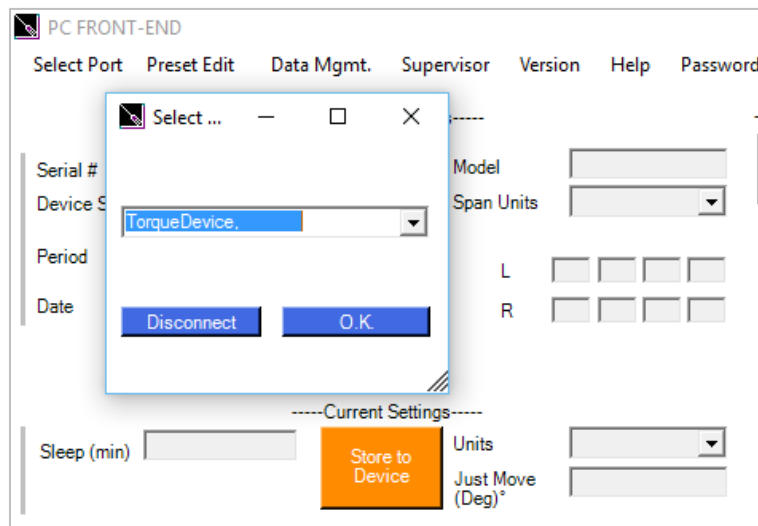 PC FRONT-END
Select Port Preset Edit Data Mgmt. Supervisor Version Help Password
Select ...
s-----
Serial #
Model
Device S
Span Units
TorqueDevice,
Period
L
Date
R
Disconnect O.K.
-----Current Settings-----
Sleep (min)
Store to
Device
Units
Just Move
(Deg)°